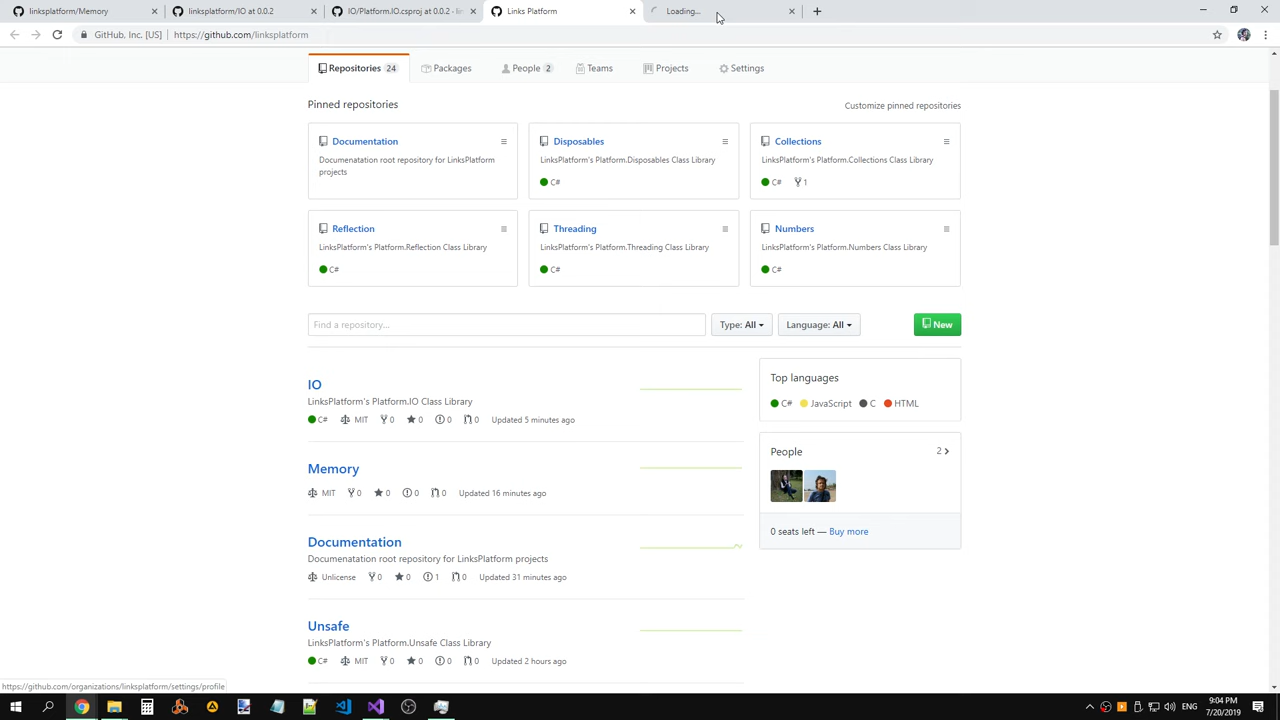 linksplatform/Memory
linksplatform/IO at 0.0.2
IO/Platform.IO.csproj at 0.0.2 · lin
Links Platform
Loading...
GitHub, Inc. [US]
https://github.com/linksplatform
Repositories 24
Packages
People 2
Teams
Projects
Settings
Pinned repositories
Customize pinned repositories
Documentation
Documenatation root repository for LinksPlatform
projects
Disposables
LinksPlatform's Platform.Disposables Class Library
C#
Collections
LinksPlatform's Platform.Collections Class Library
C# 1
Reflection
LinksPlatform's Platform.Reflection Class Library
C#
Threading
LinksPlatform's Platform.Threading Class Library
C#
Numbers
LinksPlatform's Platform.Numbers Class Library
C#
Find a repository...
Type: All
Language: All
New
IO
LinksPlatform's Platform.IO Class Library
C# MIT 0 0 0 0 Updated 5 minutes ago
Memory
MIT 0 0 0 0 Updated 16 minutes ago
Documentation
Documenatation root repository for LinksPlatform projects
Unlicense 0 0 1 0 Updated 31 minutes ago
Unsafe
LinksPlatform's Platform.Unsafe Class Library
C# MIT 0 0 0 0 Updated 2 hours ago
Top languages
C# JavaScript C HTML
People
2
0 seats left — Buy more
https://github.com/organizations/linksplatform/settings/profile
ENG
9:04 PM
7/20/2019